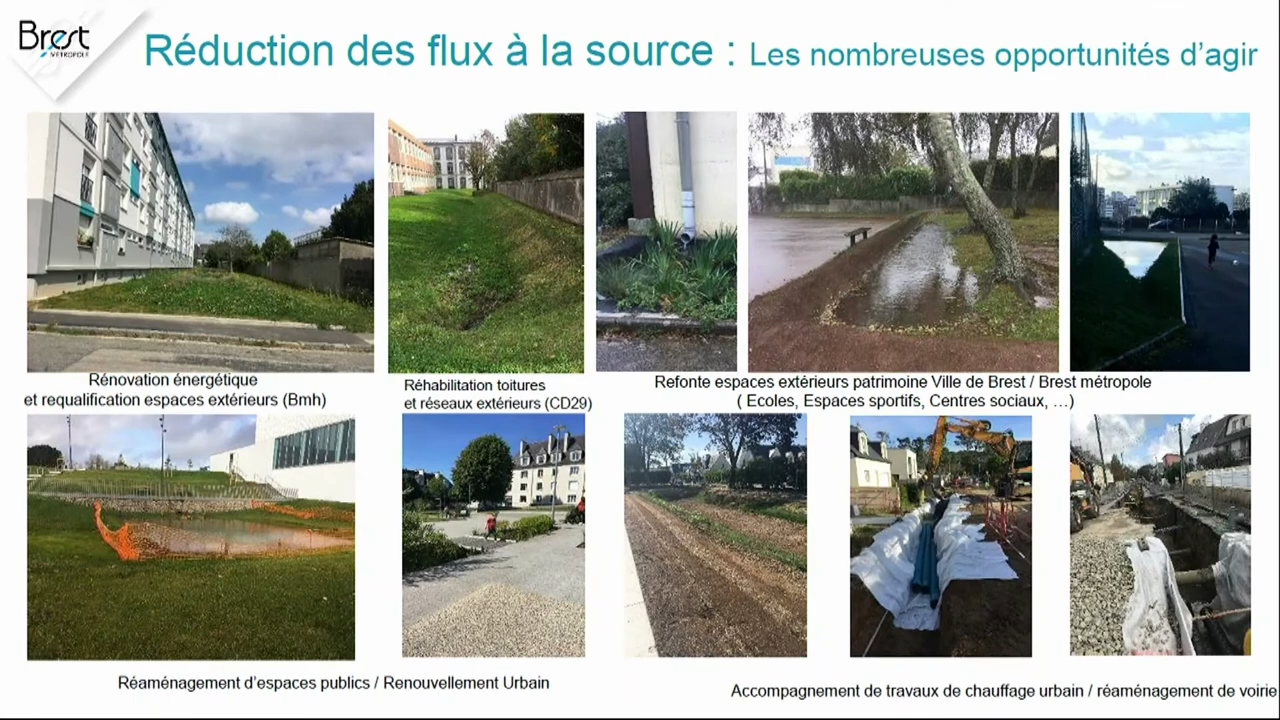 Brest
MÉTROPOLE
Réduction des flux à la source : Les nombreuses opportunités d'agir
Rénovation énergétique
et requalification espaces extérieurs (Bmh)
Réhabilitation toitures
et réseaux extérieurs (CD29)
Refonte espaces extérieurs patrimoine Ville de Brest / Brest métropole
( Ecoles, Espaces sportifs, Centres sociaux, …)
Réaménagement d'espaces publics / Renouvellement Urbain
Accompagnement de travaux de chauffage urbain / réaménagement de voirie